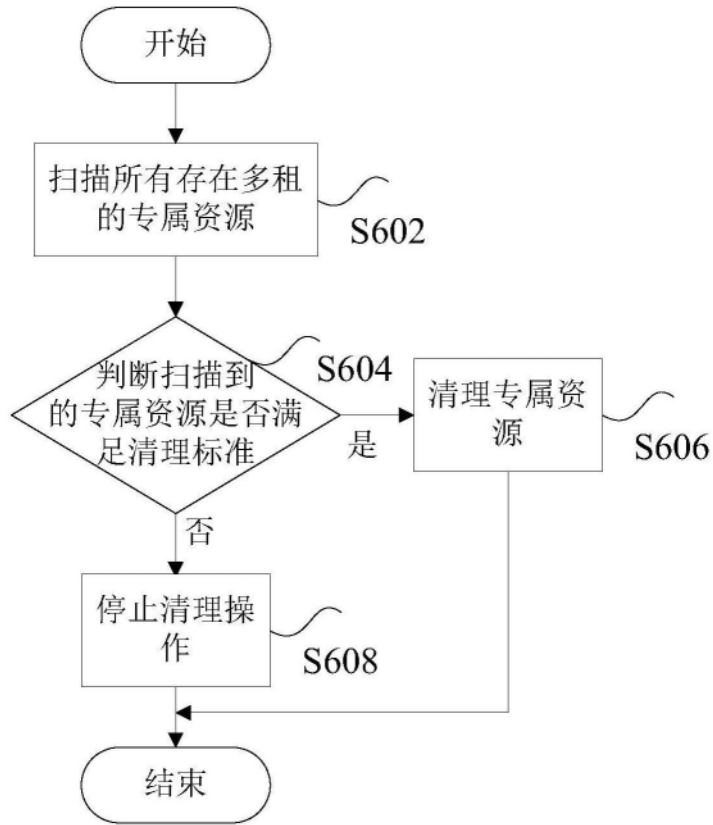 开始
扫描所有存在多租
的专属资源
S602
判断扫描到
的专属资源是否满
足清理标准
S604
是
清理专属资
源
S606
否
停止清理操
作
S608
结束